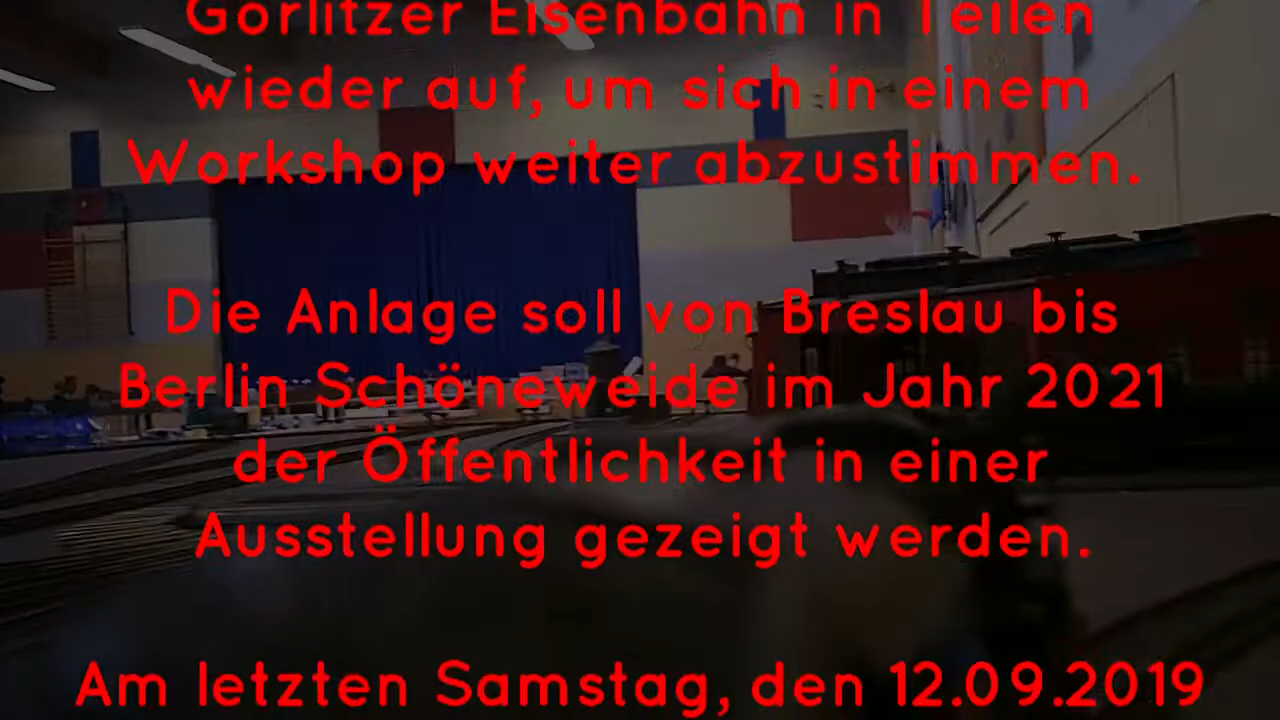 Görlitzer Eisenbahn in Teilen
wieder auf, um sich in einem
Workshop weiter abzustimmen.
Die Anlage soll von Breslau bis
Berlin Schöneweide im Jahr 2021
der Öffentlichkeit in einer
Ausstellung gezeigt werden.
Am letzten Samstag, den 12.09.2019